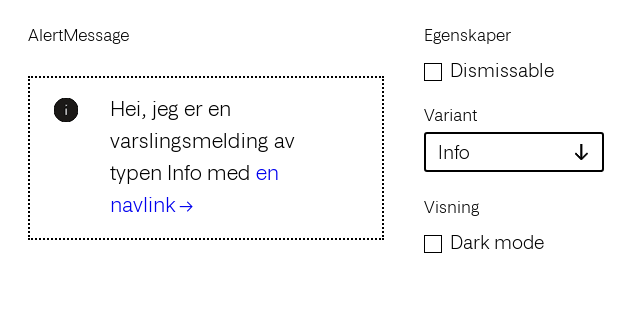 AlertMessage
Hei, jeg er en
varslingsmelding av
typen Info med en
navlink →
Egenskaper
Dismissable
Variant
Info
Visning
Dark mode